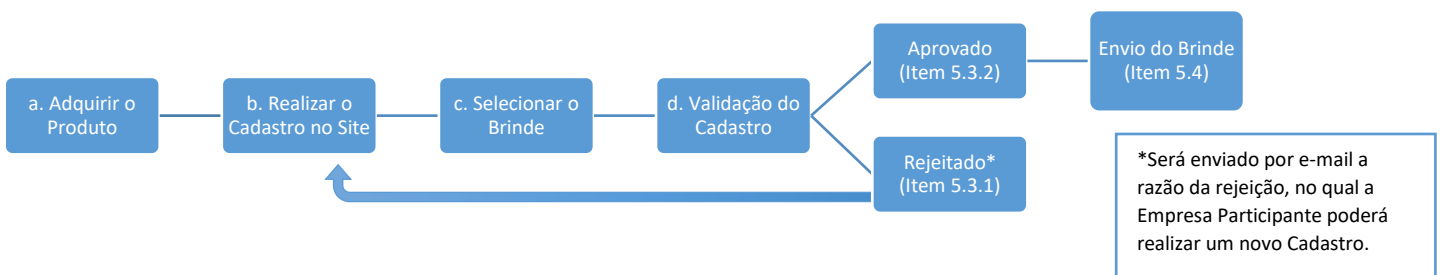 a. Adquirir o
Produto
b. Realizar o
Cadastro no Site
c. Selecionar o
Brinde
d. Validação do
Cadastro
Aprovado
(Item 5.3.2)
Envio do Brinde
(Item 5.4)
Rejeitado*
(Item 5.3.1)
*Será enviado por e-mail a
razão da rejeição, no qual a
Empresa Participante poderá
realizar um novo Cadastro.